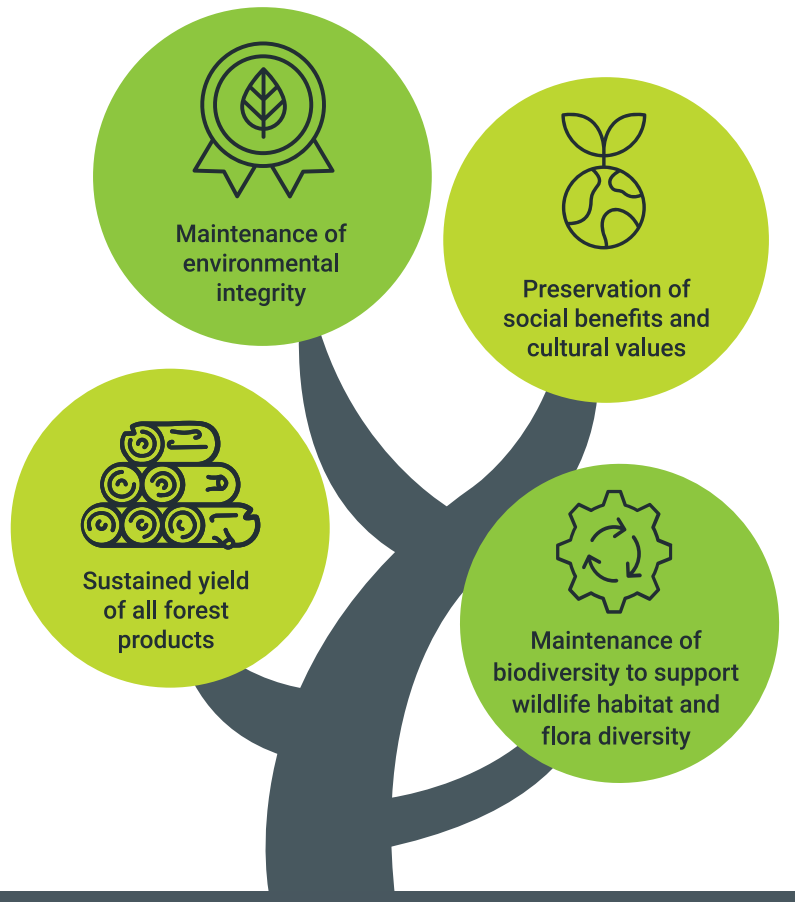 Maintenance of
environmental
integrity
Preservation of
social benefits and
cultural values
Sustained yield
of all forest
products
Maintenance of
biodiversity to support
wildlife habitat and
flora diversity